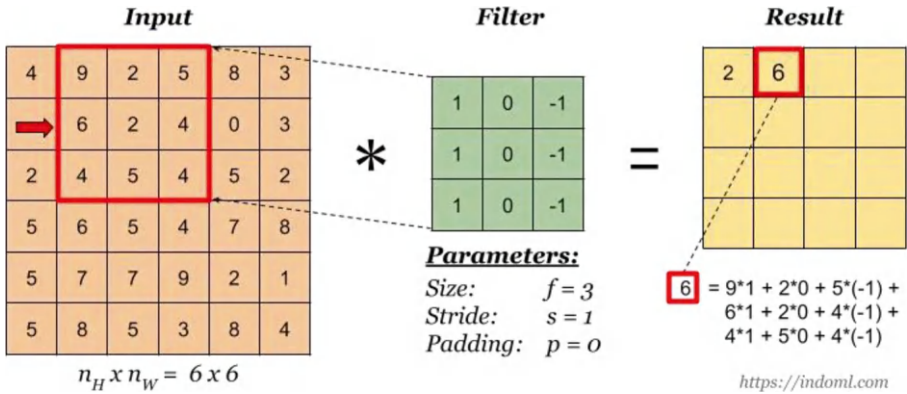 Input
Filter
Result
4 9 2 5 8 3
6 2 4 0 3
2 4 5 4 5 2
5 6 5 4 7 8
5 7 7 9 2 1
5 8 5 3 8 4
n_H x n_W = 6 x 6
*
1 0 -1
1 0 -1
1 0 -1
Parameters:
Size: f = 3
Stride: s = 1
Padding: p = 0
=
2 6
6 = 9*1 + 2*0 + 5*(-1) +
6*1 + 2*0 + 4*(-1) +
4*1 + 5*0 + 4*(-1)
https://indoml.com